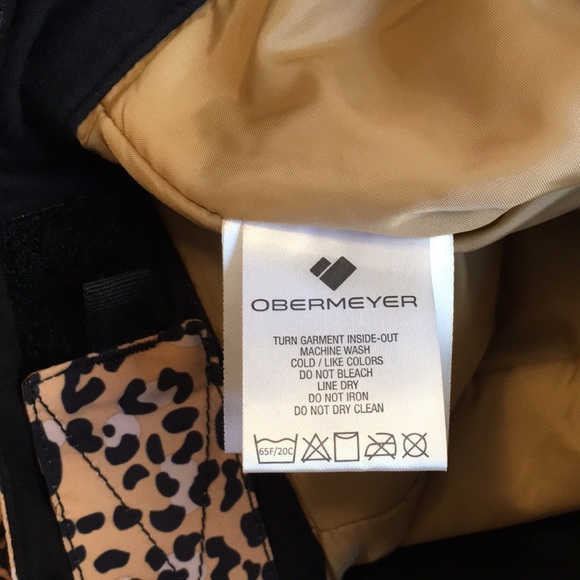 OBERMEYER
TURN GARMENT INSIDE-OUT
MACHINE WASH
COLD / LIKE COLORS
DO NOT BLEACH
LINE DRY
DO NOT IRON
DO NOT DRY CLEAN
65F/20C